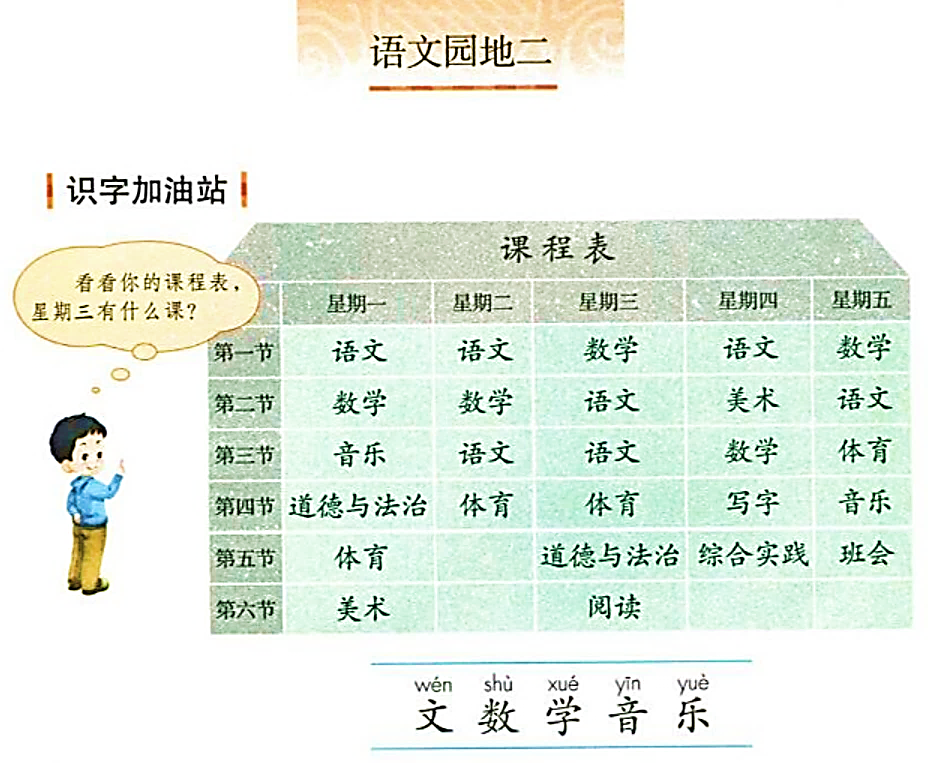 语文园地二
识字加油站
看看你的课程表，
星期三有什么课？
课程表
星期一 星期二 星期三 星期四 星期五
第一节 语文 语文 数学 语文 数学
第二节 数学 数学 语文 美术 语文
第三节 音乐 语文 语文 数学 体育
第四节 道德与法治 体育 体育 写字 音乐
第五节 体育 道德与法治 综合实践 班会
第六节 美术 阅读
wén shù xué yīn yuè
文 数 学 音 乐